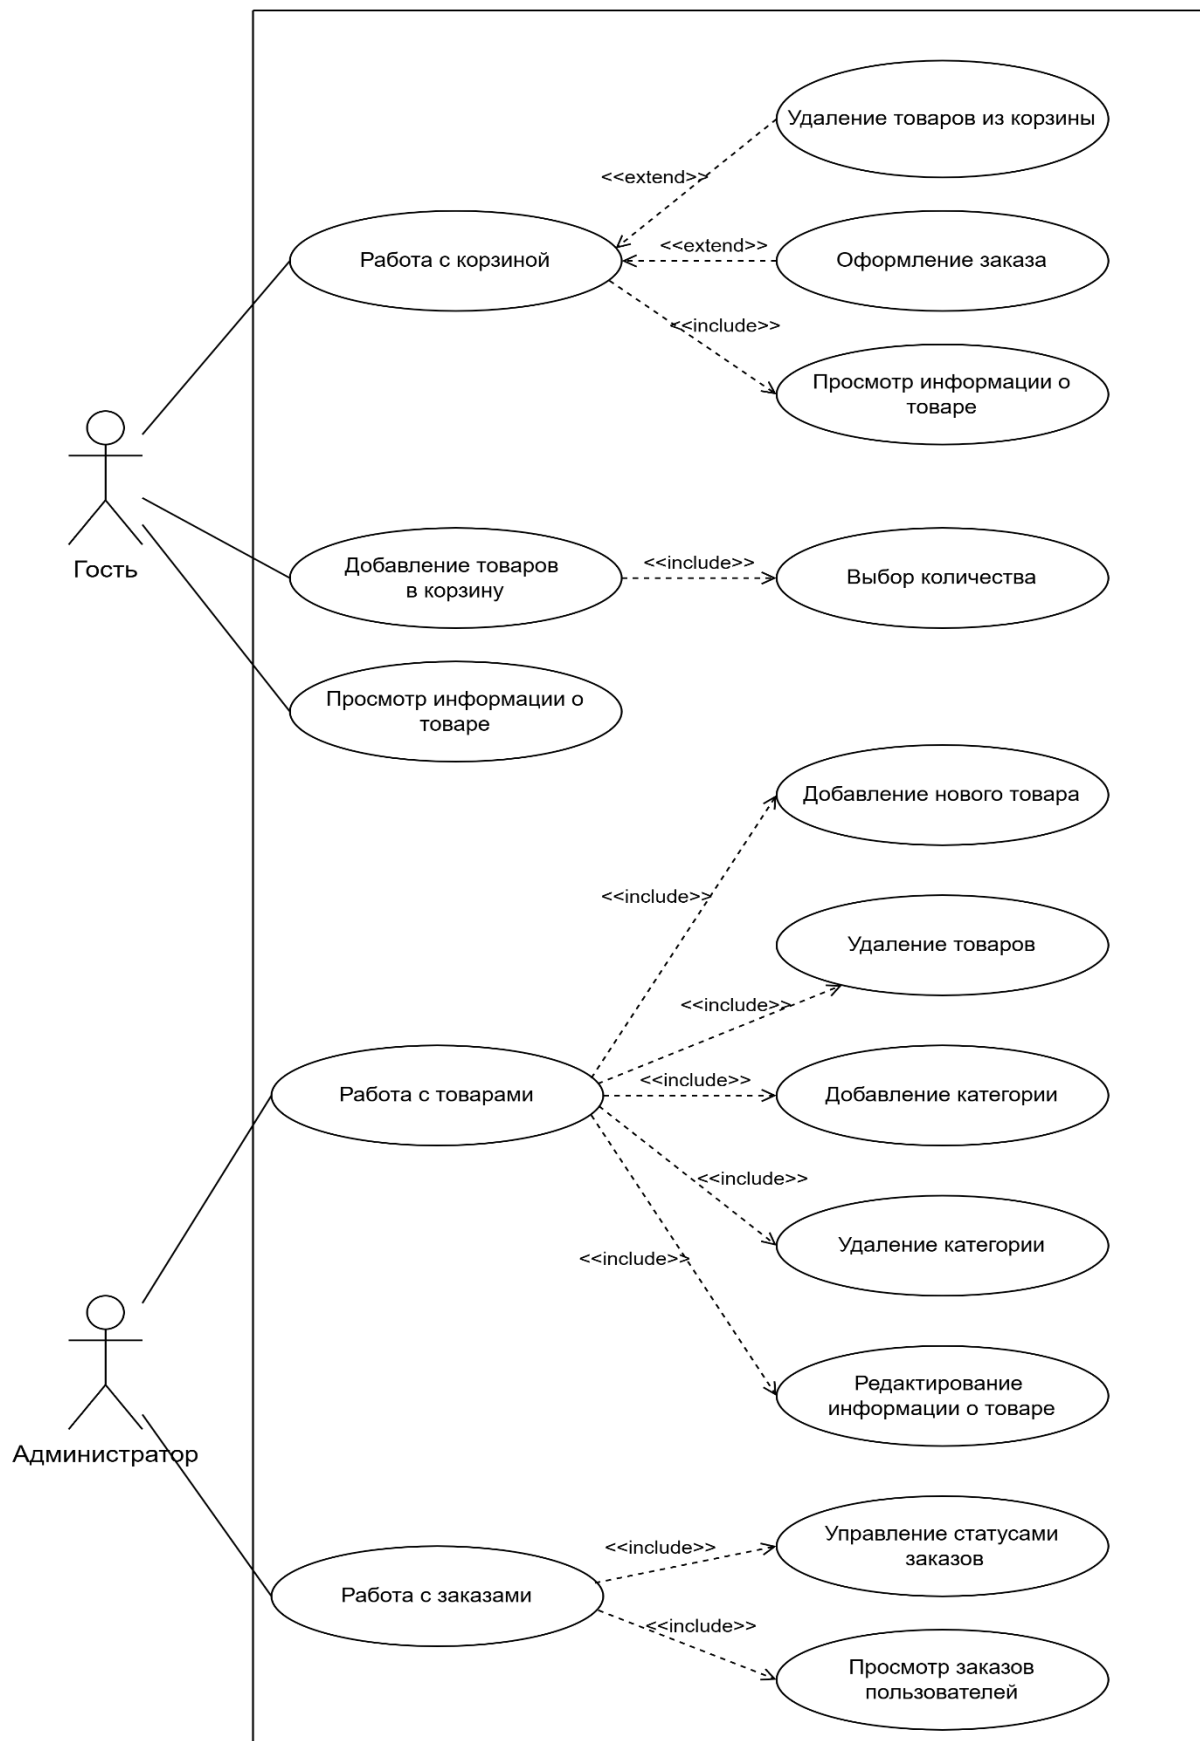 Удаление товаров из корзины
<<extend>>
Работа с корзиной
<<extend>>
Оформление заказа
<<include>>
Просмотр информации о
товаре
Гость
Добавление товаров
в корзину
<<include>>
Выбор количества
Просмотр информации о
товаре
Добавление нового товара
<<include>>
Удаление товаров
<<include>>
Работа с товарами
<<include>>
Добавление категории
<<include>>
Удаление категории
<<include>>
Редактирование
информации о товаре
Администратор
Управление статусами
заказов
<<include>>
Работа с заказами
<<include>>
Просмотр заказов
пользователей